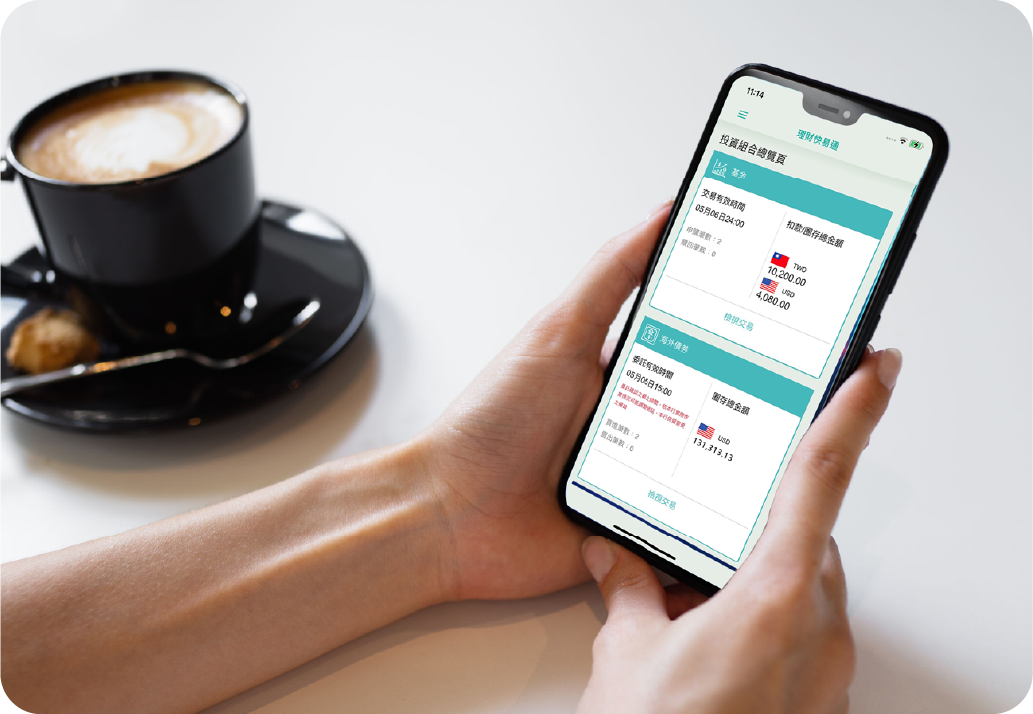 11:14
理財快易通
投資組合總覽頁
基金
交易有效時間
05月06日24:00
申購筆數：2
贖回筆數：0
扣款/圈存總金額
TWD
10,200.00
USD
4,080.00
檢視交易
海外債券
委託有效時間
05月06日15:00
買進筆數：2
賣出筆數：0
圈存總金額
USD
131,313.13
檢視交易